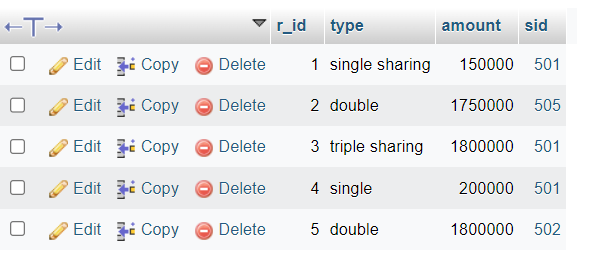 r_id type amount sid
Edit Copy Delete 1 single sharing 150000 501
Edit Copy Delete 2 double 1750000 505
Edit Copy Delete 3 triple sharing 1800000 501
Edit Copy Delete 4 single 200000 501
Edit Copy Delete 5 double 1800000 502